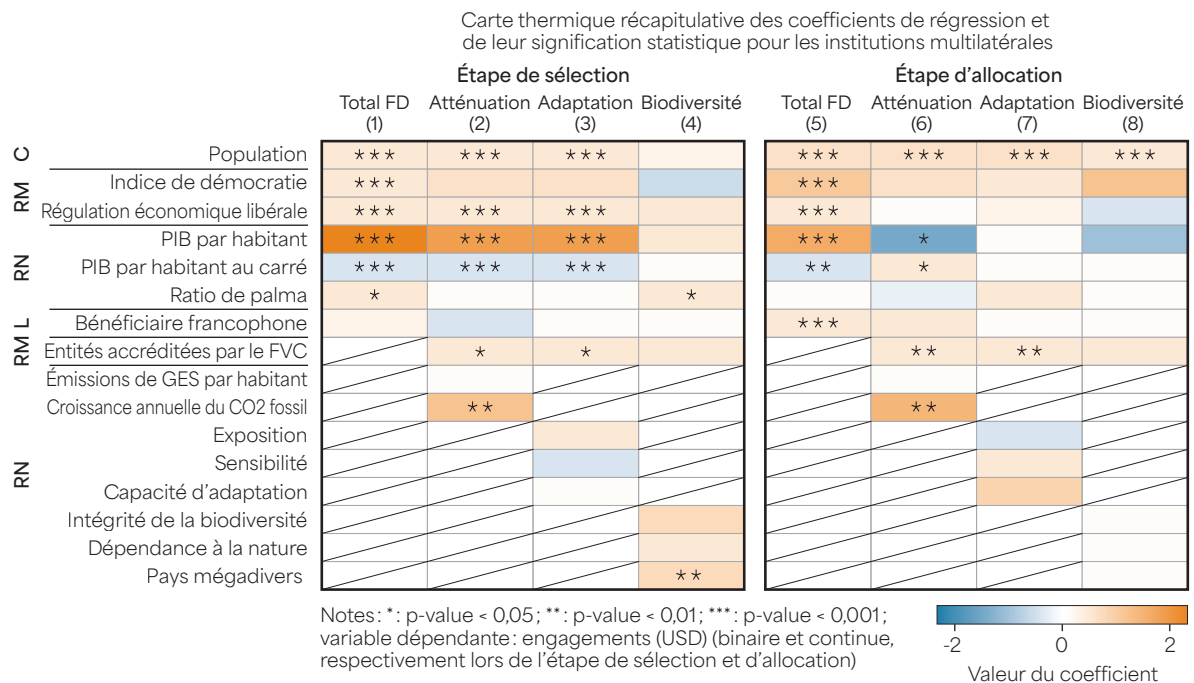 Carte thermique récapitulative des coefficients de régression et
de leur signification statistique pour les institutions multilatérales
Étape de sélection
Étape d'allocation
Total FD Atténuation Adaptation Biodiversité
(1) (2) (3) (4)
Total FD Atténuation Adaptation Biodiversité
(5) (6) (7) (8)
C
Population *** *** *** *** *** *** ***
RM
Indice de démocratie *** ***
Régulation économique libérale *** *** *** ***
RN
PIB par habitant *** *** *** *** *
PIB par habitant au carré *** *** *** ** *
Ratio de palma * *
L
Bénéficiaire francophone ***
RM
Entités accréditées par le FVC * * ** **
RN
Émissions de GES par habitant
Croissance annuelle du CO2 fossil ** **
Exposition
Sensibilité
Capacité d'adaptation
Intégrité de la biodiversité
Dépendance à la nature
Pays mégadivers **
Notes : * : p-value < 0,05 ; ** : p-value < 0,01 ; *** : p-value < 0,001 ;
variable dépendante : engagements (USD) (binaire et continue,
respectivement lors de l'étape de sélection et d'allocation)
-2 0 2
Valeur du coefficient